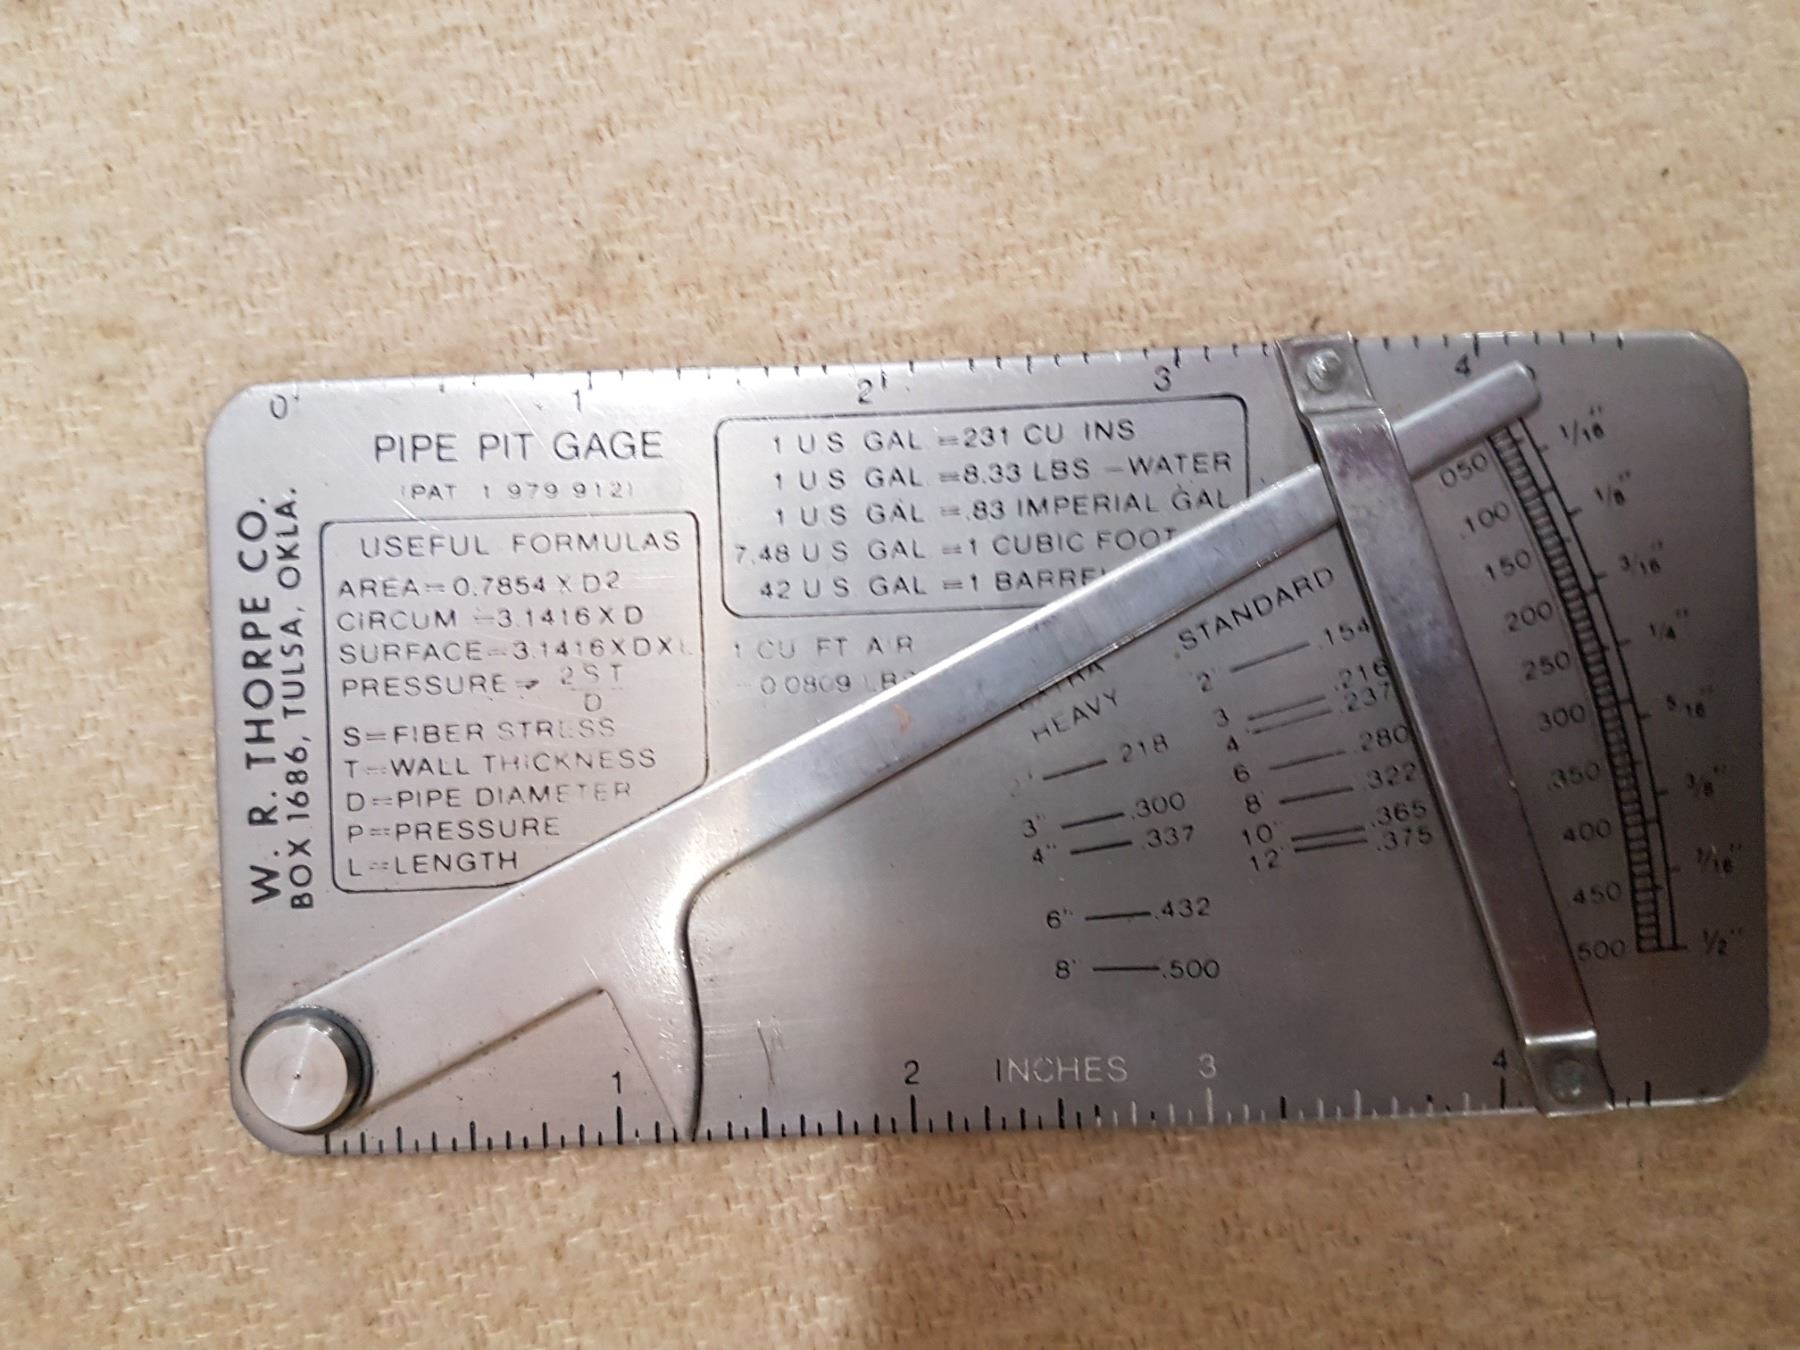 0 1 2 3 4
PIPE PIT GAGE
(PAT 1 979 912)
W. R. THORPE CO.
BOX 1686, TULSA, OKLA.
USEFUL FORMULAS
AREA=0.7854 X D2
CIRCUM =3.1416 X D
SURFACE=3.1416XDXL
PRESSURE= 2 S T
D
S=FIBER STRESS
T=WALL THICKNESS
D=PIPE DIAMETER
P=PRESSURE
L=LENGTH
1 U S GAL =231 CU INS
1 U S GAL =8.33 LBS -WATER
1 U S GAL =.83 IMPERIAL GAL
7.48 U S GAL =1 CUBIC FOOT
42 U S GAL =1 BARREL
1 CU FT AIR
0.0809
HEAVY
2" .218
3" .300
4" .337
6" .432
8" .500
STANDARD
2" .154
3 .216
4 .237
6 .280
8 .322
10 .365
12 .375
050
.100
150
200
250
300
.350
400
450
500
1/16"
1/8"
3/16"
1/4"
5/16"
3/8"
7/16"
1/2"
1 2 INCHES 3 4